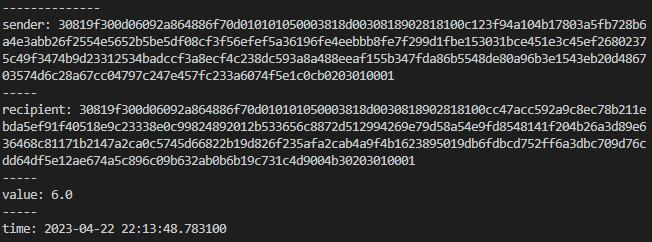 --------------
sender: 30819f300d06092a864886f70d010101050003818d0030818902818100c123f94a104b17803a5fb728b6
a4e3abb26f2554e5652b5be5df08cf3f56efef5a36196fe4eebbb8fe7f299d1fbe153031bce451e3c45ef2680237
5c49f3474b9d23312534badccf3a8ecf4c238dc593a8a488eeaf155b347fda86b5548de80a96b3e1543eb20d4867
03574d6c28a67cc04797c247e457fc233a6074f5e1c0cb0203010001
-----
recipient: 30819f300d06092a864886f70d010101050003818d0030818902818100cc47acc592a9c8ec78b211e
bda5ef91f40518e9c23338e0c99824892012b533656c8872d512994269e79d58a54e9fd8548141f204b26a3d89e6
36468c81171b2147a2ca0c5745d66822b19d826f235afa2cab4a9f4b1623895019db6fdbcd752ff6a3dbc709d76c
dd64df5e12ae674a5c896c09b632ab0b6b19c731c4d9004b30203010001
-----
value: 6.0
-----
time: 2023-04-22 22:13:48.783100